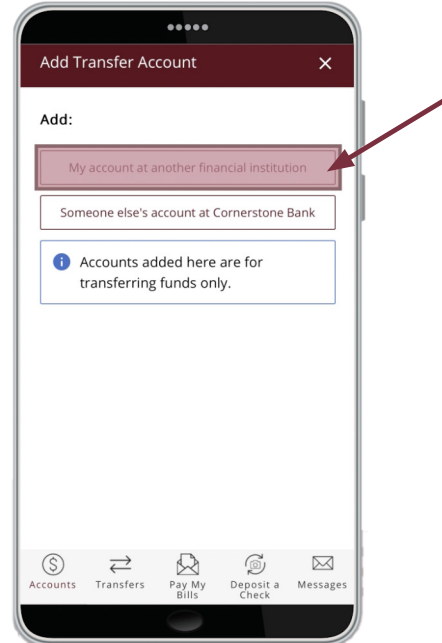 Add Transfer Account
Add:
My account at another financial institution
Someone else's account at Cornerstone Bank
Accounts added here are for
transferring funds only.
Accounts
Transfers
Pay My
Bills
Deposit a
Check
Messages